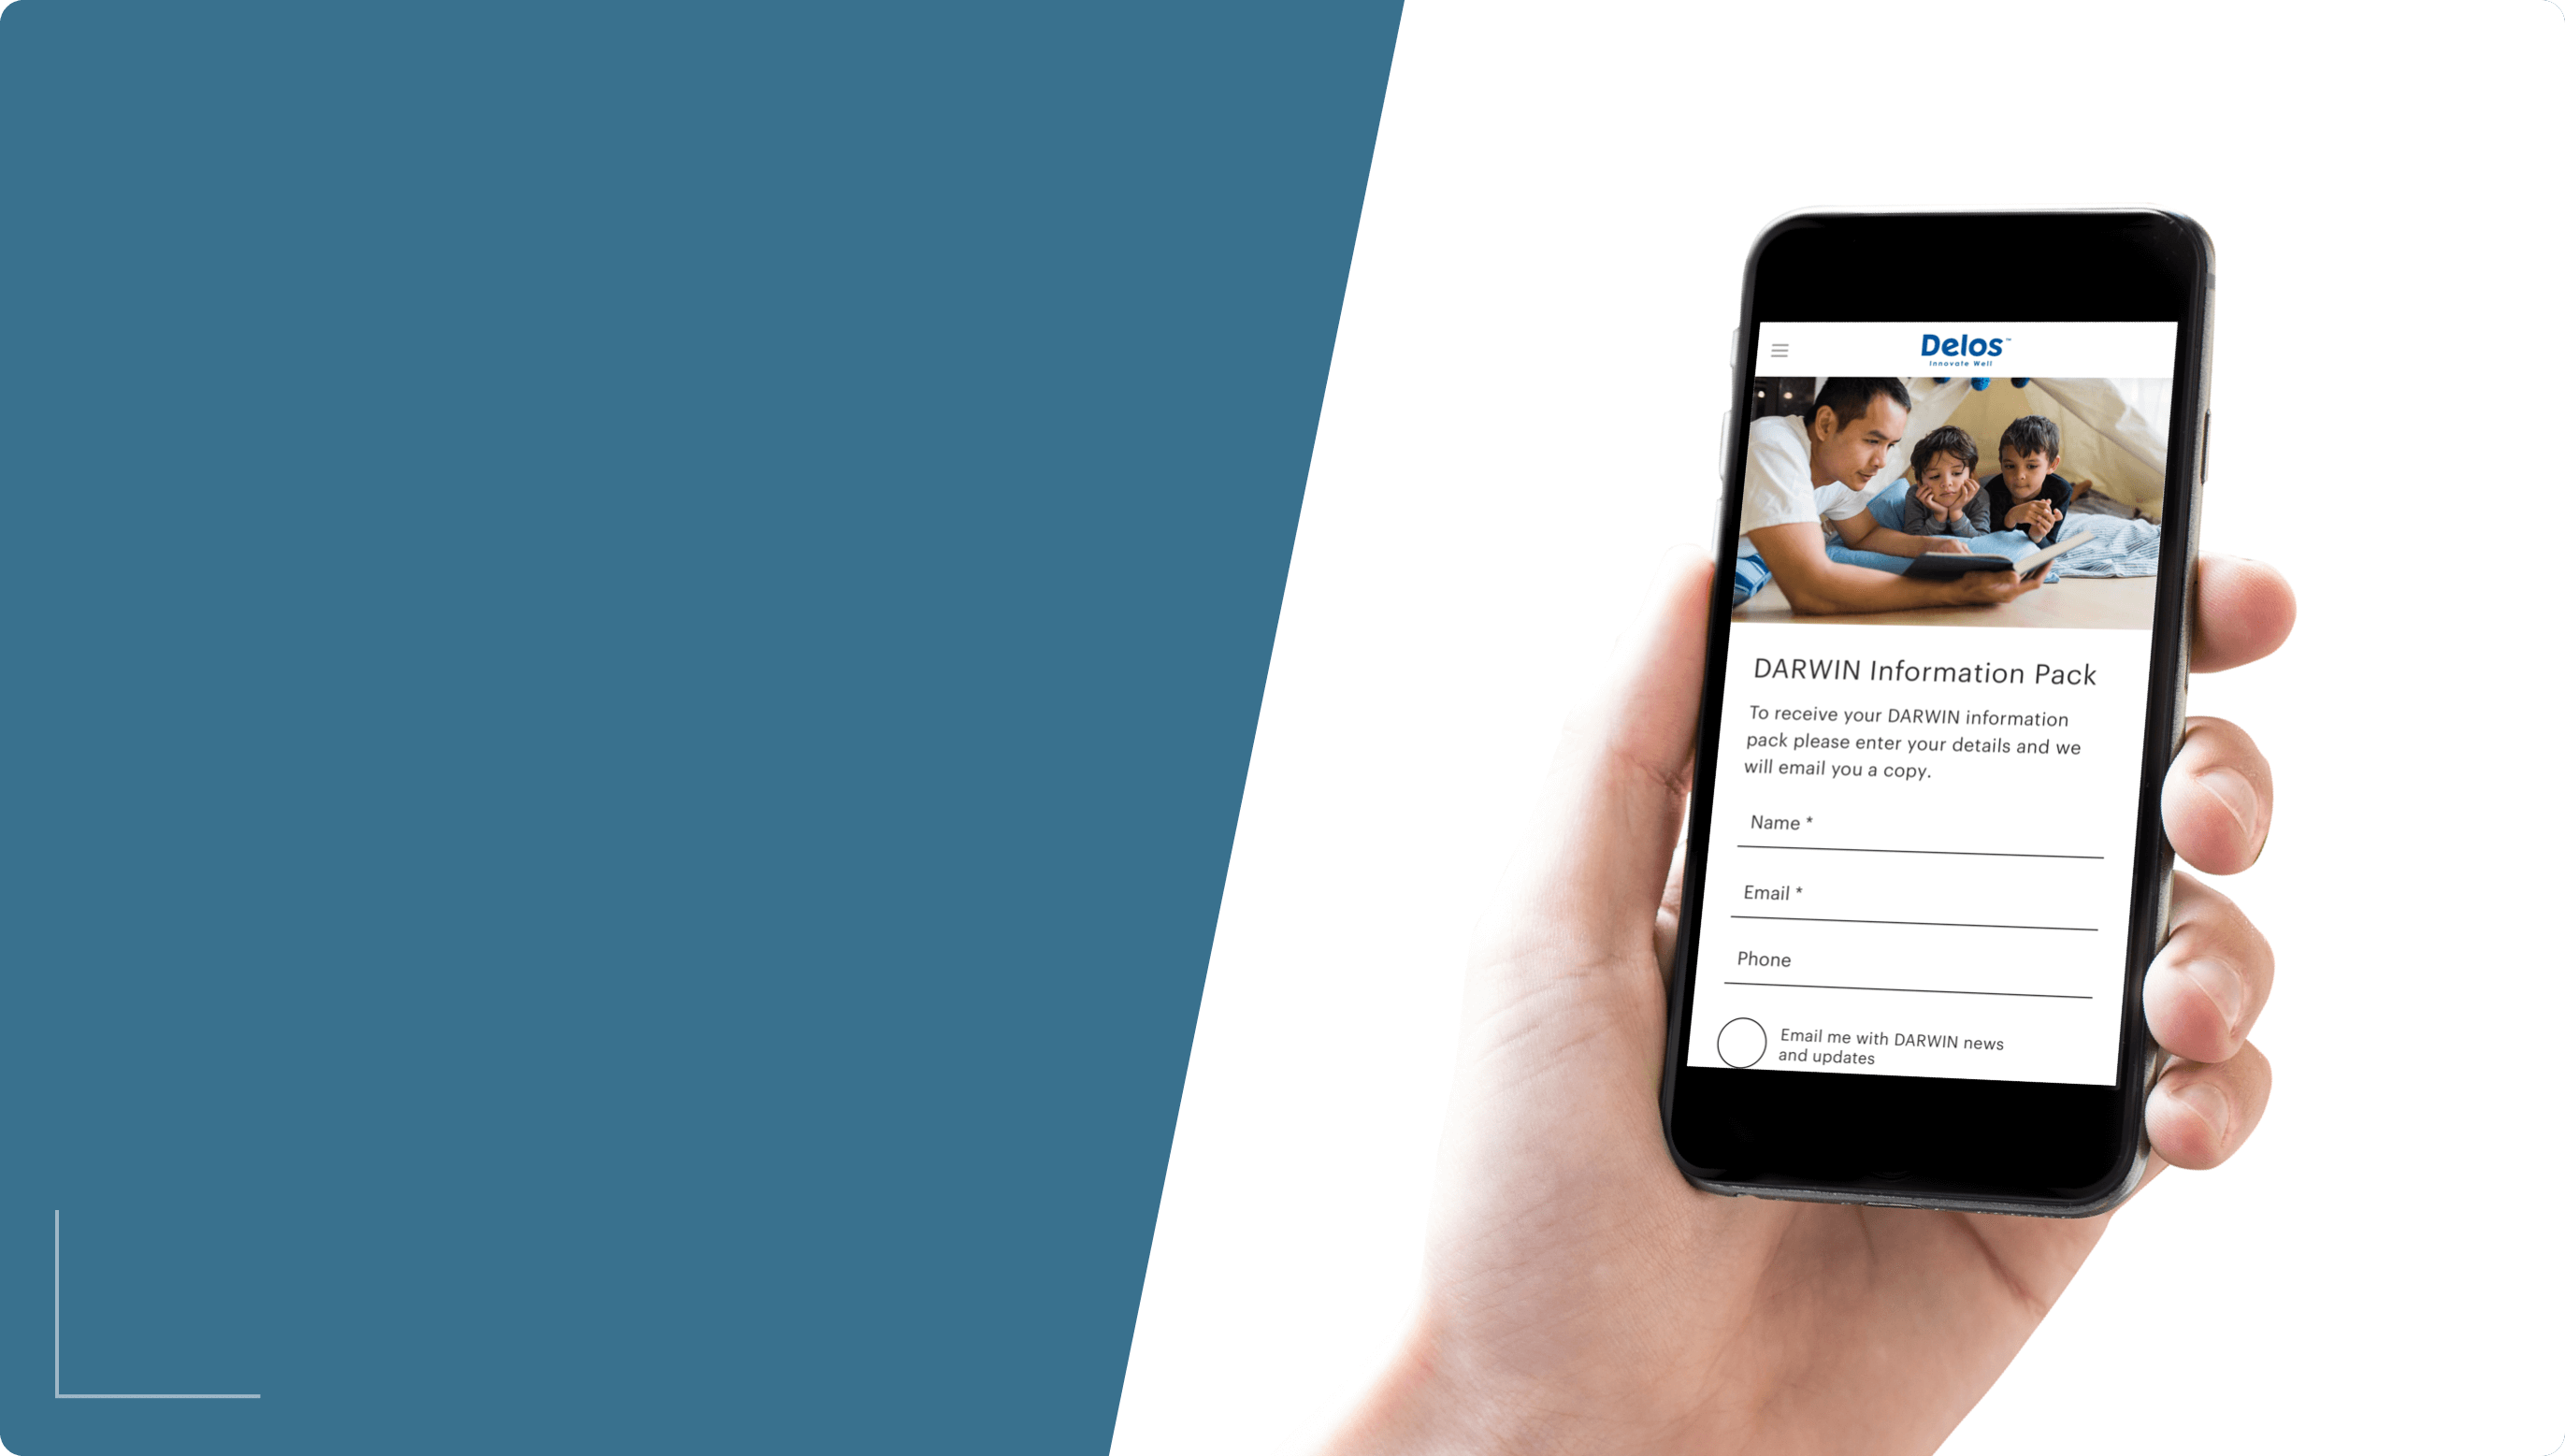 Delos™
Innovate Well
DARWIN Information Pack
To receive your DARWIN information
pack please enter your details and we
will email you a copy.
Name *
Email *
Phone
Email me with DARWIN news
and updates